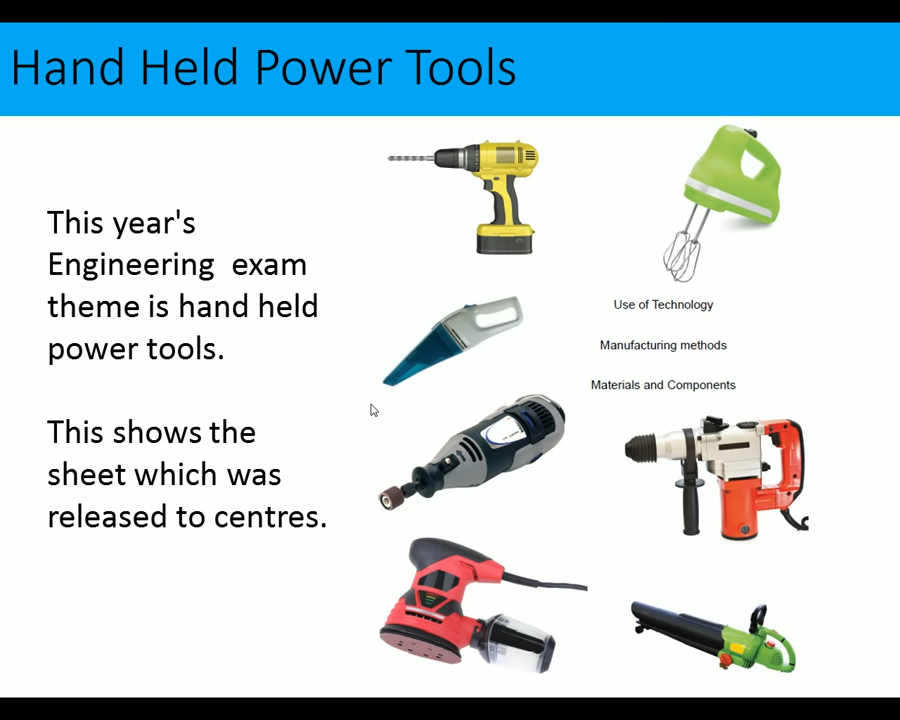 Hand Held Power Tools
This year's
Engineering  exam
theme is hand held
power tools.
This shows the
sheet which was
released to centres.
Use of Technology
Manufacturing methods
Materials and Components